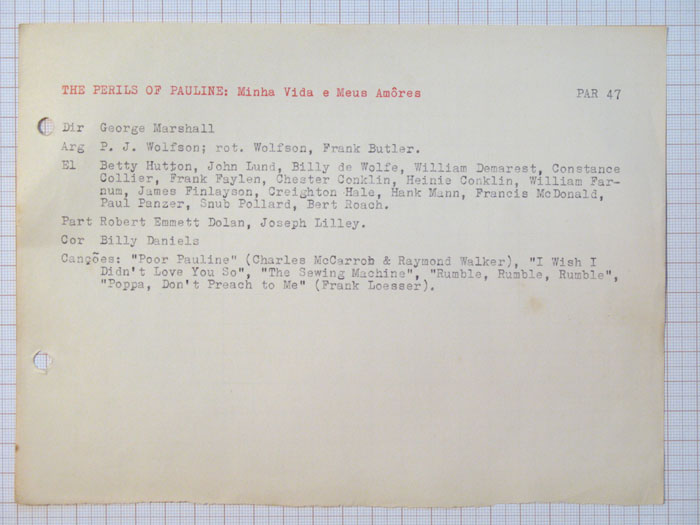 THE PERILS OF PAULINE: Minha Vida e Meus Amôres PAR 47
Dir George Marshall
Arg P. J. Wolfson; rot. Wolfson, Frank Butler.
El Betty Hutton, John Lund, Billy de Wolfe, William Demarest, Constance
Collier, Frank Faylen, Chester Conklin, Heinie Conklin, William Far-
num, James Finlayson, Creighton Hale, Hank Mann, Francis McDonald,
Paul Panzer, Snub Pollard, Bert Roach.
Part Robert Emmett Dolan, Joseph Lilley.
Cor Billy Daniels
Canções: "Poor Pauline" (Charles McCarrob & Raymond Walker), "I Wish I
Didn't Love You So", "The Sewing Machine", "Rumble, Rumble, Rumble",
"Poppa, Don't Preach to Me" (Frank Loesser).